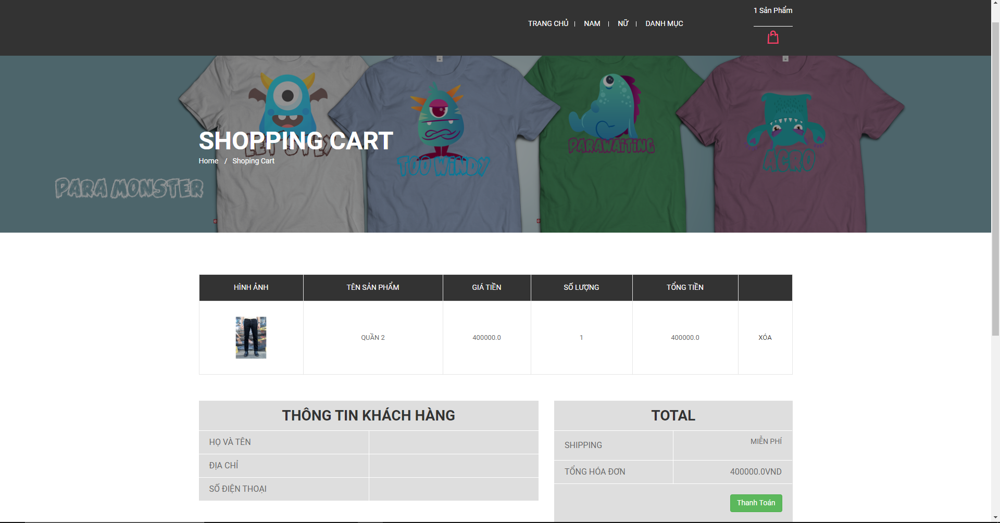 1 Sản Phẩm
TRANG CHỦ | NAM | NỮ | DANH MỤC
SHOPPING CART
Home / Shoping Cart
TOO WINDY
PARAWAITING
ACRO
PARA MONSTER
HÌNH ẢNH TÊN SẢN PHẨM GIÁ TIỀN SỐ LƯỢNG TỔNG TIỀN
QUẦN 2 400000.0 1 400000.0 XÓA
THÔNG TIN KHÁCH HÀNG
HỌ VÀ TÊN
ĐỊA CHỈ
SỐ ĐIỆN THOẠI
TOTAL
SHIPPING MIỄN PHÍ
TỔNG HÓA ĐƠN 400000.0VND
Thanh Toán